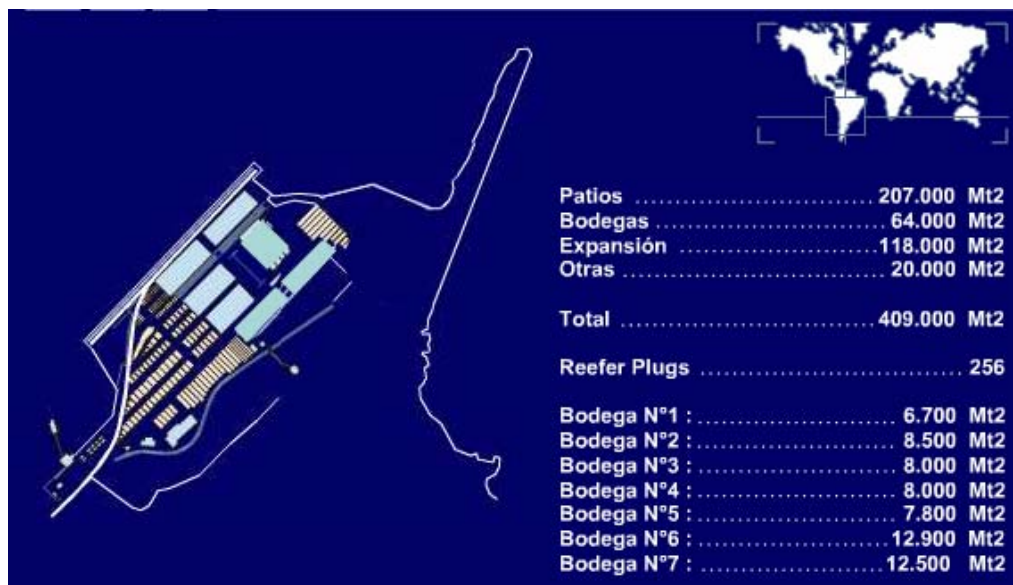 Patios ............................ 207.000 Mt2
Bodegas ............................ 64.000 Mt2
Expansión ...................... 118.000 Mt2
Otras ............................... 20.000 Mt2
Total ............................. 409.000 Mt2
Reefer Plugs .............................. 256
Bodega N°1 : ...................... 6.700 Mt2
Bodega N°2 : ...................... 8.500 Mt2
Bodega N°3 : ...................... 8.000 Mt2
Bodega N°4 : ...................... 8.000 Mt2
Bodega N°5 : ...................... 7.800 Mt2
Bodega N°6 : ..................... 12.900 Mt2
Bodega N°7 : ..................... 12.500 Mt2